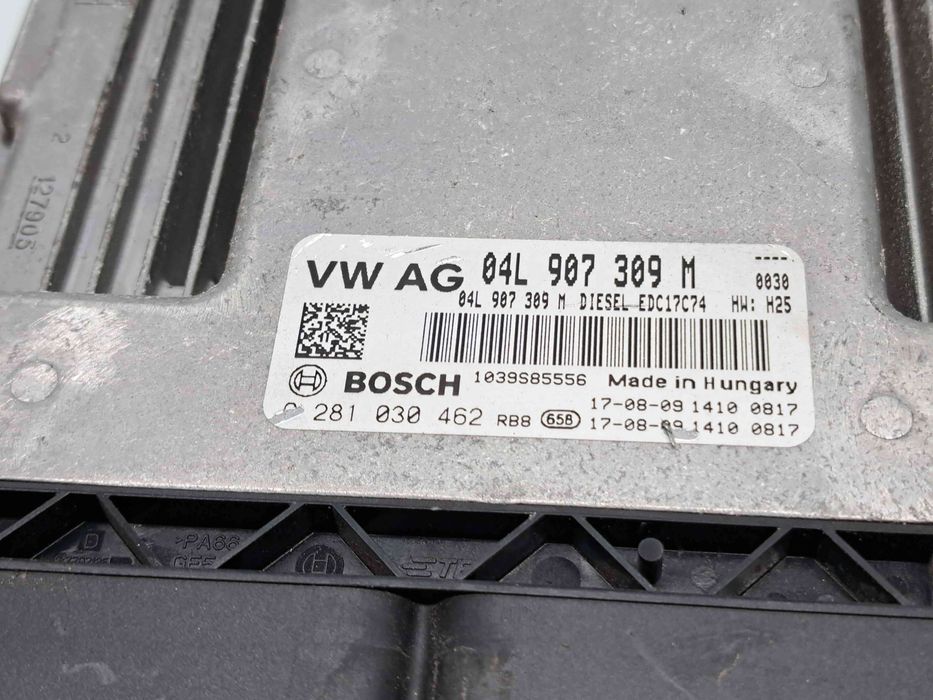 2
127905
VW AG 04L 907 309 M ----
0030
04L 907 309 M DIESEL EDC17C74 HW: H25
BOSCH 1039S85556 Made in Hungary
0 281 030 462 RB8 658 17-08-09 1410 0817
17-08-09 1410 0817
D >PA66